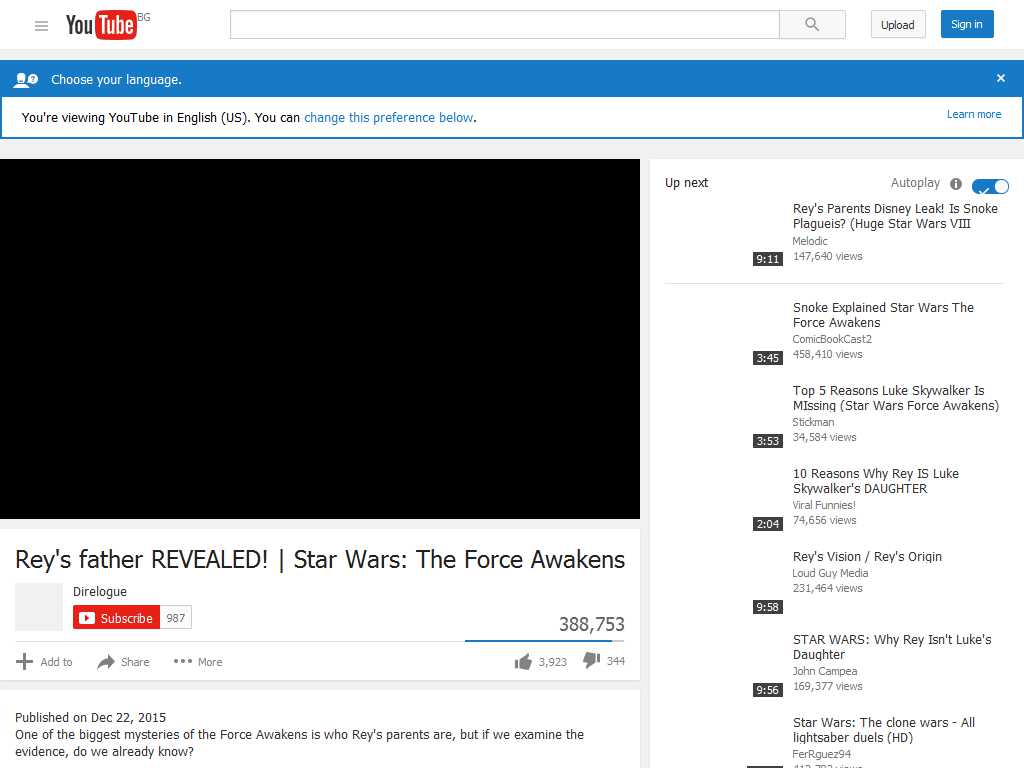 YouTube BG
Upload
Sign in
Choose your language.
You're viewing YouTube in English (US). You can change this preference below.
Learn more
Up next
Autoplay
Rey's Parents Disney Leak! Is Snoke
Plagueis? (Huge Star Wars VIII
Melodic
147,640 views
9:11
Snoke Explained Star Wars The
Force Awakens
ComicBookCast2
458,410 views
3:45
Top 5 Reasons Luke Skywalker Is
MIssing (Star Wars Force Awakens)
Stickman
34,584 views
3:53
10 Reasons Why Rey IS Luke
Skywalker's DAUGHTER
Viral Funnies!
74,656 views
2:04
Rey's Vision / Rey's Origin
Loud Guy Media
231,464 views
9:58
STAR WARS: Why Rey Isn't Luke's
Daughter
John Campea
169,377 views
9:56
Star Wars: The clone wars - All
lightsaber duels (HD)
FerRguez94
Rey's father REVEALED! | Star Wars: The Force Awakens
Direlogue
Subscribe 987
388,753
Add to
Share
More
3,923
344
Published on Dec 22, 2015
One of the biggest mysteries of the Force Awakens is who Rey's parents are, but if we examine the
evidence, do we already know?